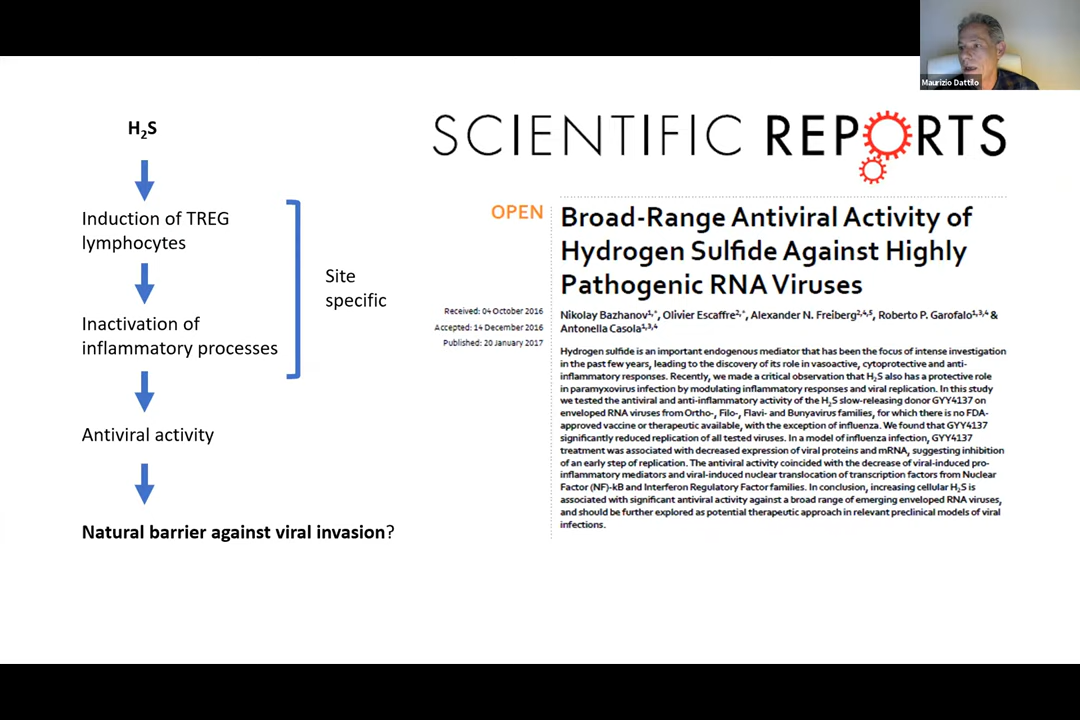 Maurizio Dattilo
H₂S
Induction of TREG
lymphocytes
Inactivation of
inflammatory processes
Site
specific
Antiviral activity
Natural barrier against viral invasion?
SCIENTIFIC REPORTS
OPEN
Broad-Range Antiviral Activity of
Hydrogen Sulfide Against Highly
Pathogenic RNA Viruses
Received: 04 October 2016
Accepted: 14 December 2016
Published: 20 January 2017
Nikolay Bazhanov1,*, Olivier Escaffre2,*, Alexander N. Freiberg2,4,5, Roberto P. Garofalo1,3,4 &
Antonella Casola1,3,4
Hydrogen sulfide is an important endogenous mediator that has been the focus of intense investigation
in the past few years, leading to the discovery of its role in vasoactive, cytoprotective and anti-
inflammatory responses. Recently, we made a critical observation that H₂S also has a protective role
in paramyxovirus infection by modulating inflammatory responses and viral replication. In this study
we tested the antiviral and anti-inflammatory activity of the H₂S slow-releasing donor GYY4137 on
enveloped RNA viruses from Ortho-, Filo-, Flavi- and Bunyavirus families, for which there is no FDA-
approved vaccine or therapeutic available, with the exception of influenza. We found that GYY4137
significantly reduced replication of all tested viruses. In a model of influenza infection, GYY4137
treatment was associated with decreased expression of viral proteins and mRNA, suggesting inhibition
of an early step of replication. The antiviral activity coincided with the decrease of viral-induced pro-
inflammatory mediators and viral-induced nuclear translocation of transcription factors from Nuclear
Factor (NF)-kB and Interferon Regulatory Factor families. In conclusion, increasing cellular H₂S is
associated with significant antiviral activity against a broad range of emerging enveloped RNA viruses,
and should be further explored as potential therapeutic approach in relevant preclinical models of viral
infections.